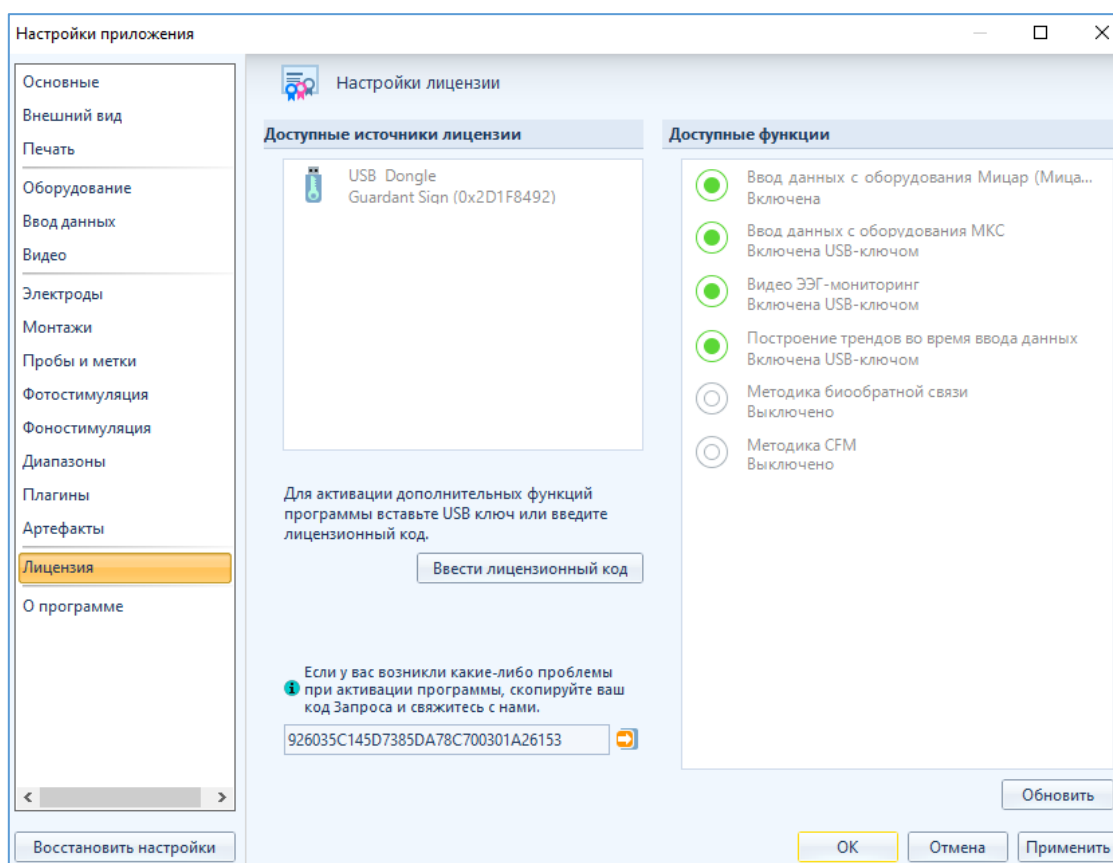 Настройки приложения
Основные
Внешний вид
Печать
Оборудование
Ввод данных
Видео
Электроды
Монтажи
Пробы и метки
Фотостимуляция
Фоностимуляция
Диапазоны
Плагины
Артефакты
Лицензия
О программе
Восстановить настройки
Настройки лицензии
Доступные источники лицензии
USB Dongle
Guardant Sign (0x2D1F8492)
Для активации дополнительных функций
программы вставьте USB ключ или введите
лицензионный код.
Ввести лицензионный код
Если у вас возникли какие-либо проблемы
при активации программы, скопируйте ваш
код Запроса и свяжитесь с нами.
926035C145D7385DA78C700301A26153
Доступные функции
Ввод данных с оборудования Мицар (Мица...
Включена
Ввод данных с оборудования МКС
Включена USB-ключом
Видео ЭЭГ-мониторинг
Включена USB-ключом
Построение трендов во время ввода данных
Включена USB-ключом
Методика биообратной связи
Выключено
Методика CFM
Выключено
Обновить
OK
Отмена
Применить